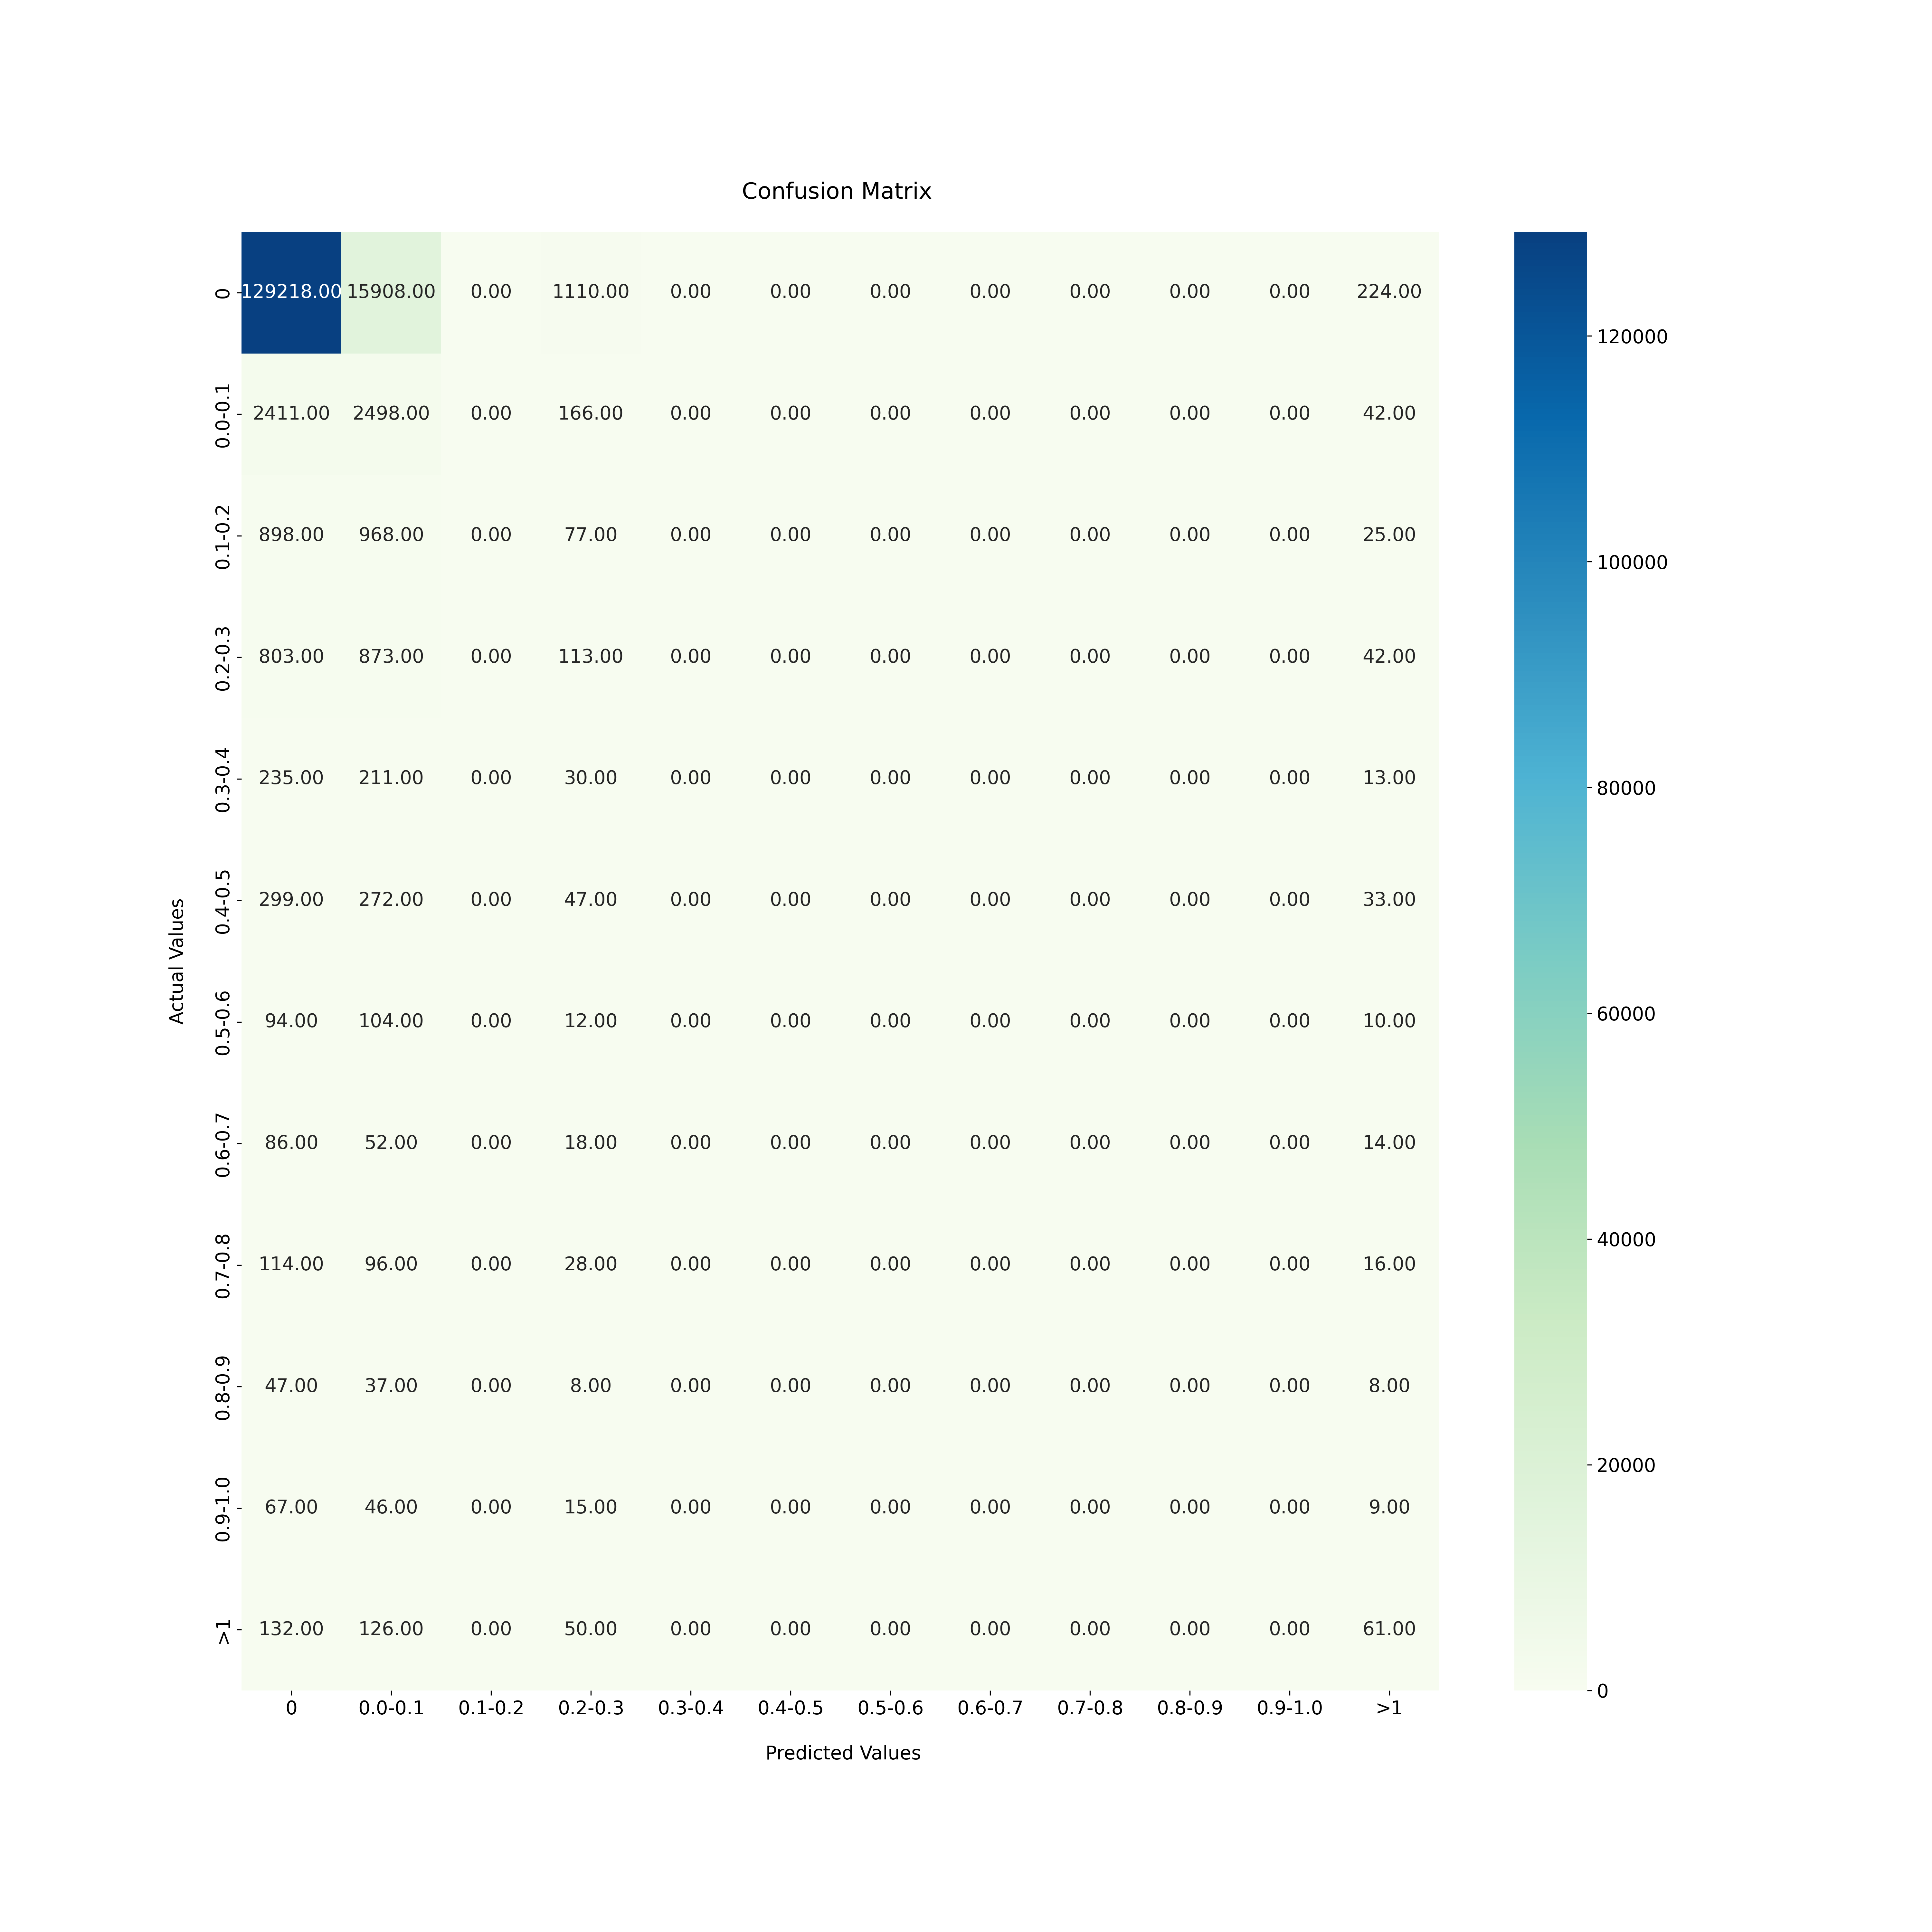 Confusion Matrix
0 129218.00 15908.00 0.00 1110.00 0.00 0.00 0.00 0.00 0.00 0.00 0.00 224.00
0.0-0.1 2411.00 2498.00 0.00 166.00 0.00 0.00 0.00 0.00 0.00 0.00 0.00 42.00
0.1-0.2 898.00 968.00 0.00 77.00 0.00 0.00 0.00 0.00 0.00 0.00 0.00 25.00
0.2-0.3 803.00 873.00 0.00 113.00 0.00 0.00 0.00 0.00 0.00 0.00 0.00 42.00
0.3-0.4 235.00 211.00 0.00 30.00 0.00 0.00 0.00 0.00 0.00 0.00 0.00 13.00
0.4-0.5 299.00 272.00 0.00 47.00 0.00 0.00 0.00 0.00 0.00 0.00 0.00 33.00
0.5-0.6 94.00 104.00 0.00 12.00 0.00 0.00 0.00 0.00 0.00 0.00 0.00 10.00
0.6-0.7 86.00 52.00 0.00 18.00 0.00 0.00 0.00 0.00 0.00 0.00 0.00 14.00
0.7-0.8 114.00 96.00 0.00 28.00 0.00 0.00 0.00 0.00 0.00 0.00 0.00 16.00
0.8-0.9 47.00 37.00 0.00 8.00 0.00 0.00 0.00 0.00 0.00 0.00 0.00 8.00
0.9-1.0 67.00 46.00 0.00 15.00 0.00 0.00 0.00 0.00 0.00 0.00 0.00 9.00
>1 132.00 126.00 0.00 50.00 0.00 0.00 0.00 0.00 0.00 0.00 0.00 61.00
0 0.0-0.1 0.1-0.2 0.2-0.3 0.3-0.4 0.4-0.5 0.5-0.6 0.6-0.7 0.7-0.8 0.8-0.9 0.9-1.0 >1
Predicted Values
Actual Values
120000
100000
80000
60000
40000
20000
0